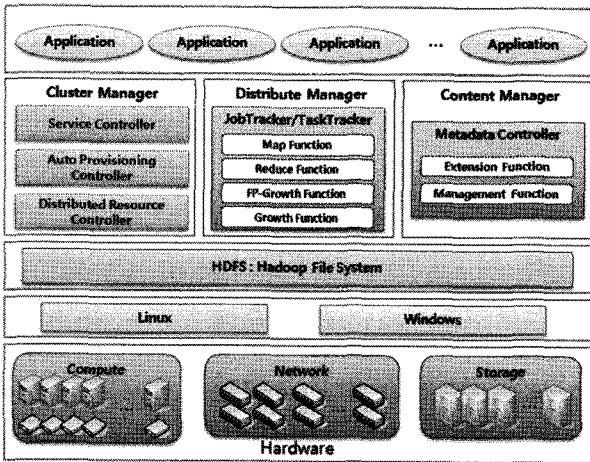 Application Application Application ... Application
Cluster Manager
Service Controller
Auto Provisioning
Controller
Distributed Resource
Controller
Distribute Manager
JobTracker/TaskTracker
Map Function
Reduce Function
FP-Growth Function
Growth Function
Content Manager
Metadata Controller
Extension Function
Management Function
HDFS : Hadoop File System
Linux Windows
Compute Network Storage
Hardware